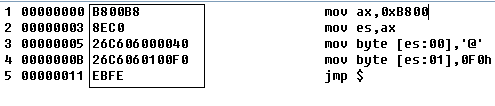 1 00000000 B800B8 mov ax,0xB800
2 00000003 8EC0 mov es,ax
3 00000005 26C606000040 mov byte [es:00],'@'
4 0000000B 26C6060100F0 mov byte [es:01],0F0h
5 00000011 EBFE jmp $